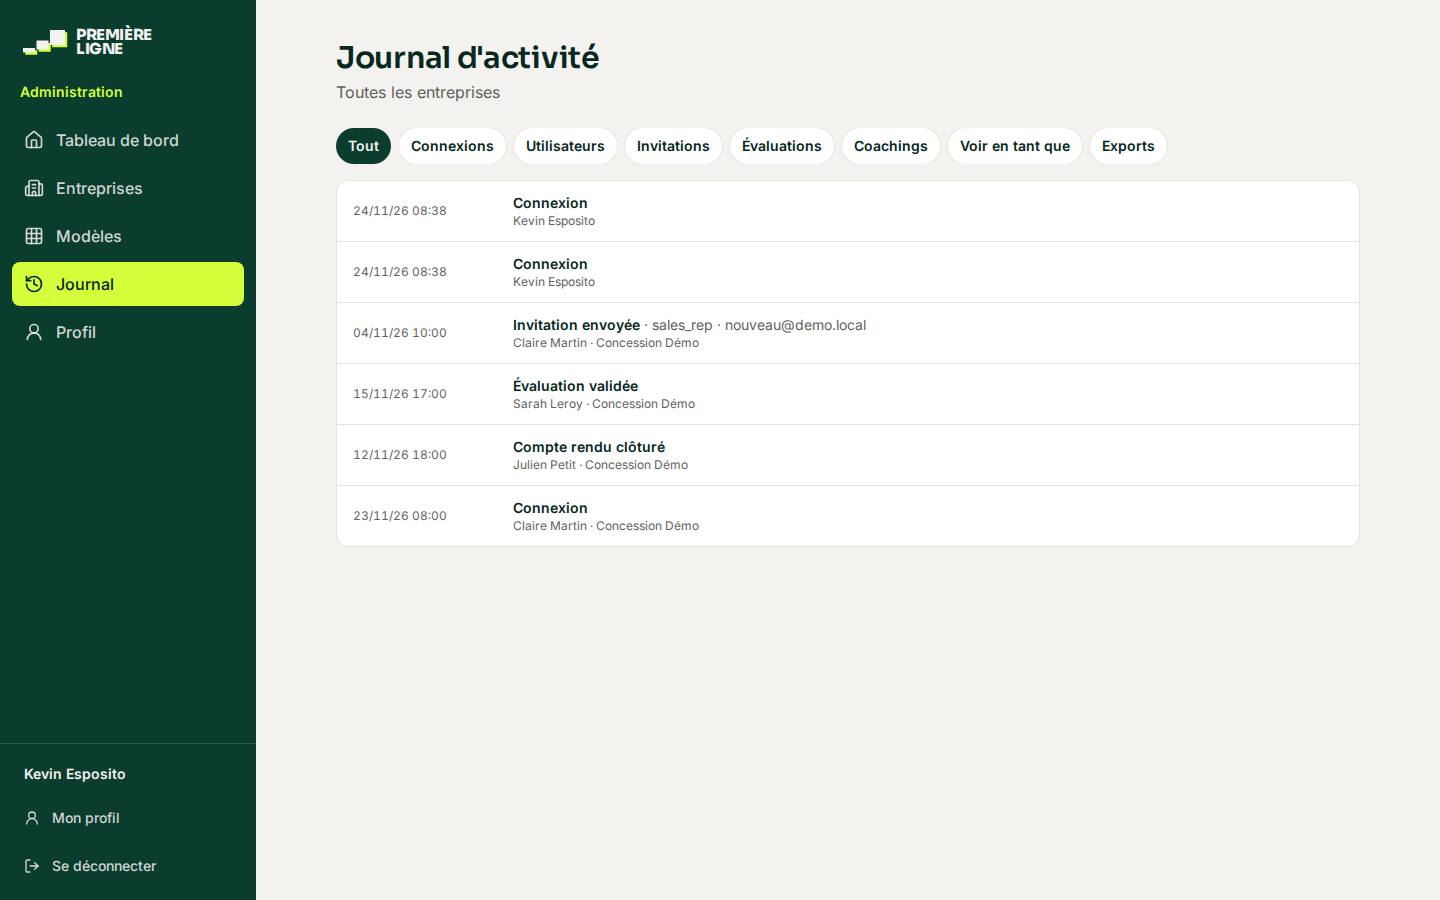 PREMIÈRE
LIGNE
Administration
Tableau de bord
Entreprises
Modèles
Journal
Profil
Kevin Esposito
Mon profil
Se déconnecter
Journal d'activité
Toutes les entreprises
Tout
Connexions
Utilisateurs
Invitations
Évaluations
Coachings
Voir en tant que
Exports
24/11/26 08:38
Connexion
Kevin Esposito
24/11/26 08:38
Connexion
Kevin Esposito
04/11/26 10:00
Invitation envoyée · sales_rep · nouveau@demo.local
Claire Martin · Concession Démo
15/11/26 17:00
Évaluation validée
Sarah Leroy · Concession Démo
12/11/26 18:00
Compte rendu clôturé
Julien Petit · Concession Démo
23/11/26 08:00
Connexion
Claire Martin · Concession Démo